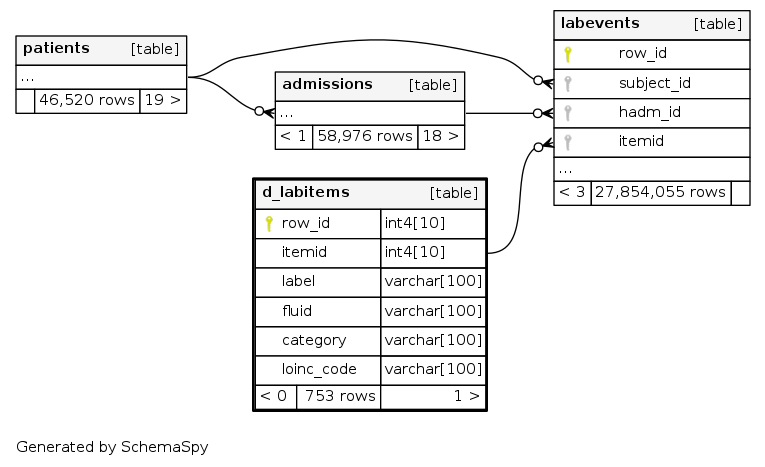 patients [table]
...
46,520 rows 19 >
admissions [table]
...
< 1 58,976 rows 18 >
labevents [table]
row_id
subject_id
hadm_id
itemid
...
< 3 27,854,055 rows
d_labitems [table]
row_id int4[10]
itemid int4[10]
label varchar[100]
fluid varchar[100]
category varchar[100]
loinc_code varchar[100]
< 0 753 rows 1 >
Generated by SchemaSpy